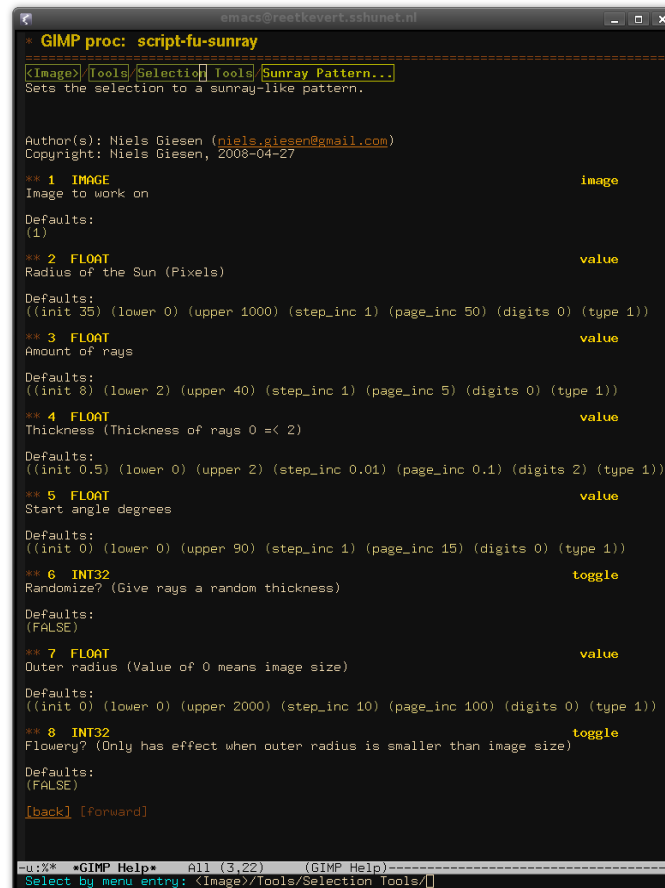 emacs@reetkevert.sshunet.nl
* GIMP proc: script-fu-sunray
================================================================================
<Image>/Tools/Selection Tools/Sunray Pattern...
Sets the selection to a sunray-like pattern.
Author(s): Niels Giesen (niels.giesen@gmail.com)
Copyright: Niels Giesen, 2008-04-27
** 1 IMAGE image
Image to work on
Defaults:
(1)
** 2 FLOAT value
Radius of the Sun (Pixels)
Defaults:
((init 35) (lower 0) (upper 1000) (step_inc 1) (page_inc 50) (digits 0) (type 1))
** 3 FLOAT value
Amount of rays
Defaults:
((init 8) (lower 2) (upper 40) (step_inc 1) (page_inc 5) (digits 0) (type 1))
** 4 FLOAT value
Thickness (Thickness of rays 0 =< 2)
Defaults:
((init 0.5) (lower 0) (upper 2) (step_inc 0.01) (page_inc 0.1) (digits 2) (type 1))
** 5 FLOAT value
Start angle degrees
Defaults:
((init 0) (lower 0) (upper 90) (step_inc 1) (page_inc 15) (digits 0) (type 1))
** 6 INT32 toggle
Randomize? (Give rays a random thickness)
Defaults:
(FALSE)
** 7 FLOAT value
Outer radius (Value of 0 means image size)
Defaults:
((init 0) (lower 0) (upper 2000) (step_inc 10) (page_inc 100) (digits 0) (type 1))
** 8 INT32 toggle
Flowery? (Only has effect when outer radius is smaller than image size)
Defaults:
(FALSE)
[back] [forward]
-u:%* *GIMP Help* All (3,22) (GIMP Help)------------------------------------
Select by menu entry: <Image>/Tools/Selection Tools/